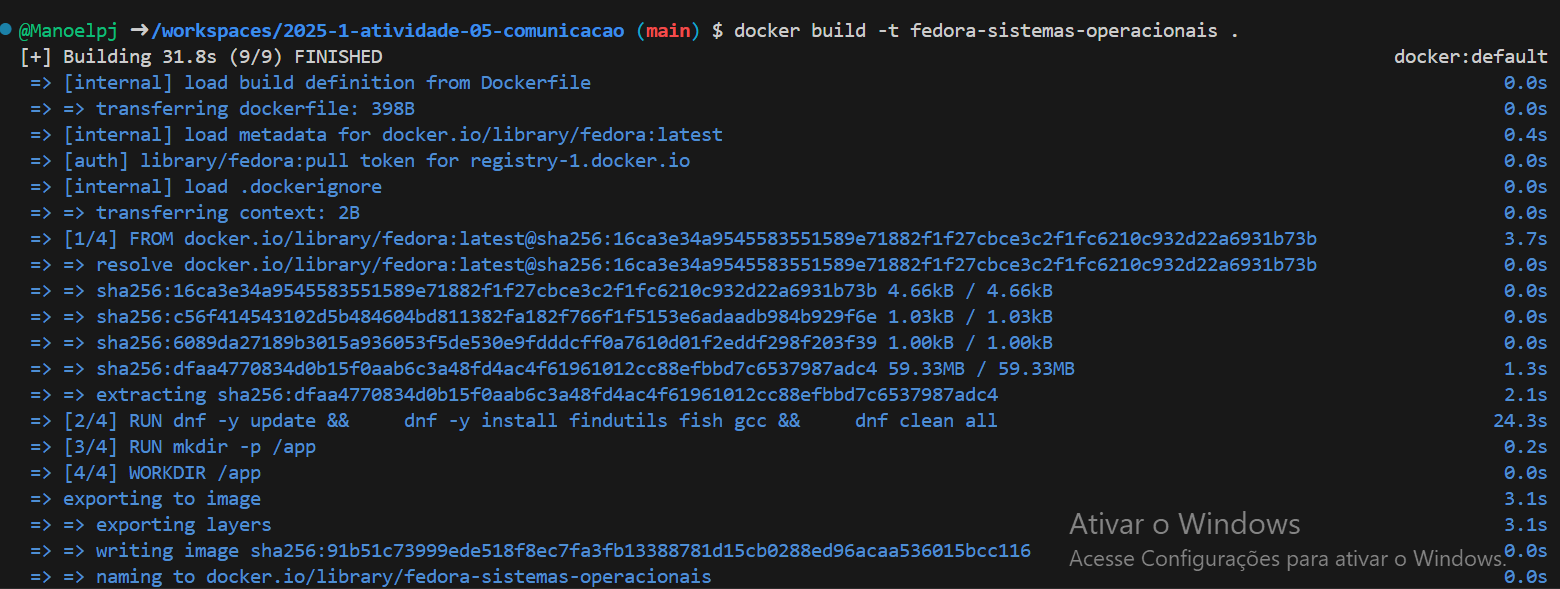 @Manoelpj ➜/workspaces/2025-1-atividade-05-comunicacao (main) $ docker build -t fedora-sistemas-operacionais .
[+] Building 31.8s (9/9) FINISHED docker:default
=> [internal] load build definition from Dockerfile 0.0s
=> => transferring dockerfile: 398B 0.0s
=> [internal] load metadata for docker.io/library/fedora:latest 0.4s
=> [auth] library/fedora:pull token for registry-1.docker.io 0.0s
=> [internal] load .dockerignore 0.0s
=> => transferring context: 2B 0.0s
=> [1/4] FROM docker.io/library/fedora:latest@sha256:16ca3e34a9545583551589e71882f1f27cbce3c2f1fc6210c932d22a6931b73b 3.7s
=> => resolve docker.io/library/fedora:latest@sha256:16ca3e34a9545583551589e71882f1f27cbce3c2f1fc6210c932d22a6931b73b 0.0s
=> => sha256:16ca3e34a9545583551589e71882f1f27cbce3c2f1fc6210c932d22a6931b73b 4.66kB / 4.66kB 0.0s
=> => sha256:c56f414543102d5b484604bd811382fa182f766f1f5153e6adaadb984b929f6e 1.03kB / 1.03kB 0.0s
=> => sha256:6089da27189b3015a936053f5de530e9fdddcff0a7610d01f2eddf298f203f39 1.00kB / 1.00kB 0.0s
=> => sha256:dfaa4770834d0b15f0aab6c3a48fd4ac4f61961012cc88efbbd7c6537987adc4 59.33MB / 59.33MB 1.3s
=> => extracting sha256:dfaa4770834d0b15f0aab6c3a48fd4ac4f61961012cc88efbbd7c6537987adc4 2.1s
=> [2/4] RUN dnf -y update &&     dnf -y install findutils fish gcc &&     dnf clean all 24.3s
=> [3/4] RUN mkdir -p /app 0.2s
=> [4/4] WORKDIR /app 0.0s
=> exporting to image 3.1s
=> => exporting layers 3.1s
=> => writing image sha256:91b51c73999ede518f8ec7fa3fb13388781d15cb0288ed96acaa536015bcc116 0.0s
=> => naming to docker.io/library/fedora-sistemas-operacionais 0.0s
Ativar o Windows
Acesse Configurações para ativar o Windows.